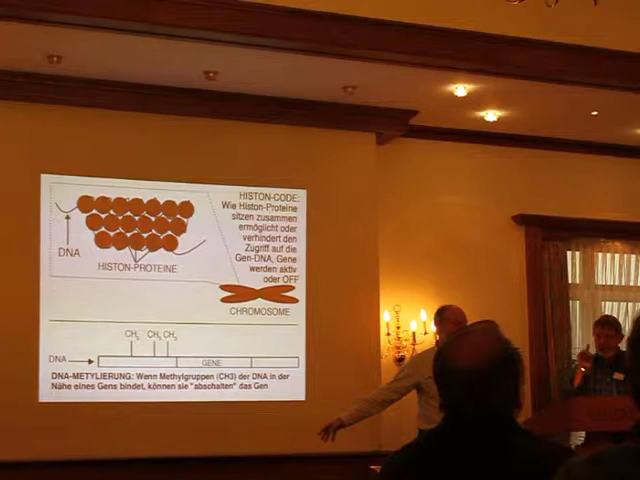 HISTON-CODE:
Wie Histon-Proteine
sitzen zusammen
ermöglicht oder
verhindert den
Zugriff auf die
Gen-DNA, Gene
werden aktiv
oder OFF
DNA
HISTON-PROTEINE
CHROMOSOME
CH3 CH3 CH3
DNA
GENE
DNA-METYLIERUNG: Wenn Methylgruppen (CH3) der DNA in der
Nähe eines Gens bindet, können sie "abschalten" das Gen